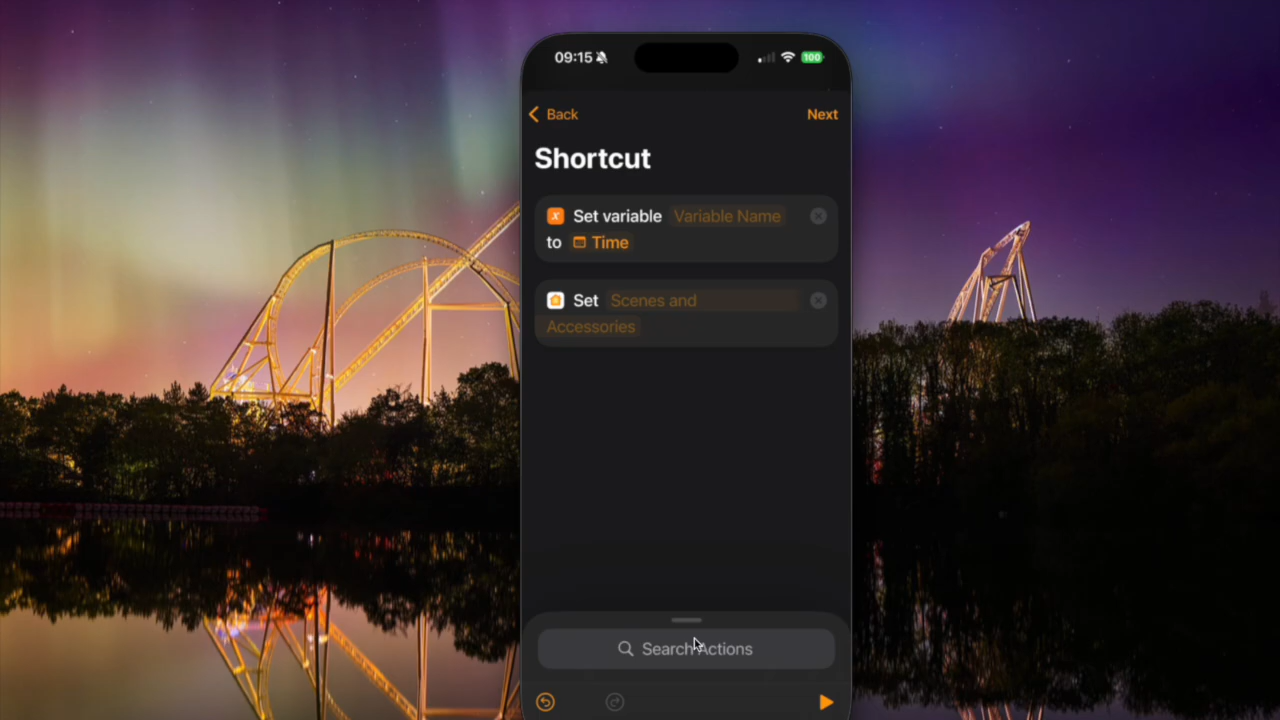 09:15
100
Back
Next
Shortcut
Set variable Variable Name
to Time
Set Scenes and
Accessories
Search Actions